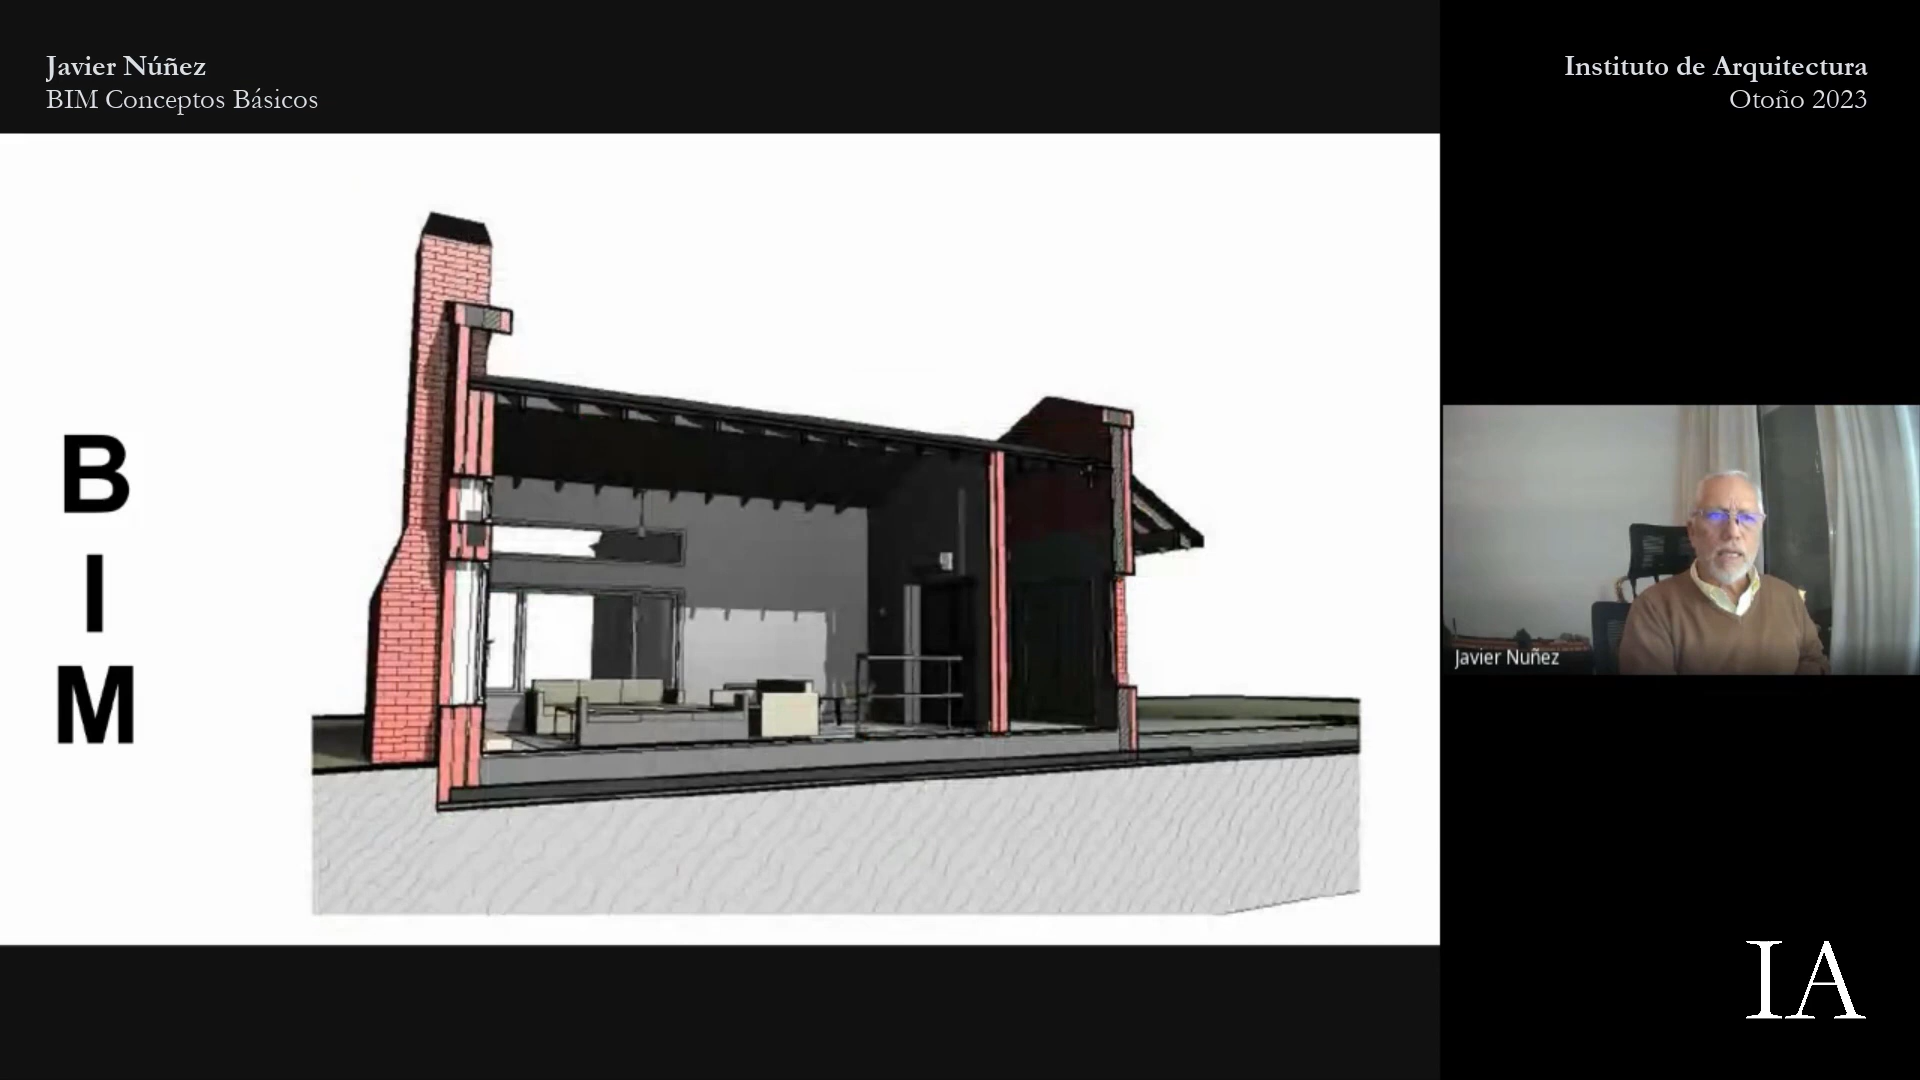 Javier Núñez
BIM Conceptos Básicos
Instituto de Arquitectura
Otoño 2023
B
I
M
Javier Nuñez
IA